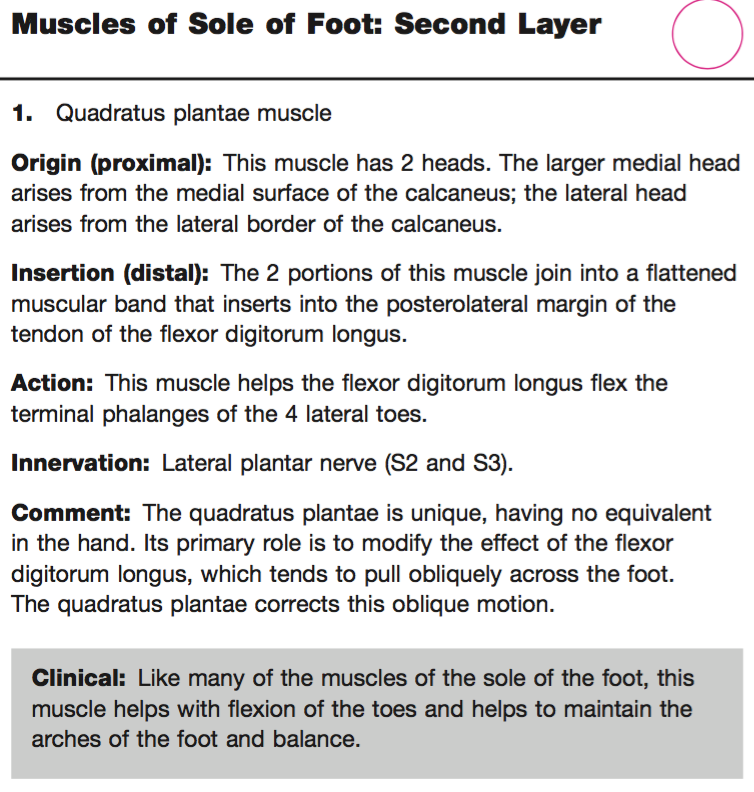 Muscles of Sole of Foot: Second Layer
1. Quadratus plantae muscle
Origin (proximal): This muscle has 2 heads. The larger medial head
arises from the medial surface of the calcaneus; the lateral head
arises from the lateral border of the calcaneus.
Insertion (distal): The 2 portions of this muscle join into a flattened
muscular band that inserts into the posterolateral margin of the
tendon of the flexor digitorum longus.
Action: This muscle helps the flexor digitorum longus flex the
terminal phalanges of the 4 lateral toes.
Innervation: Lateral plantar nerve (S2 and S3).
Comment: The quadratus plantae is unique, having no equivalent
in the hand. Its primary role is to modify the effect of the flexor
digitorum longus, which tends to pull obliquely across the foot.
The quadratus plantae corrects this oblique motion.
Clinical: Like many of the muscles of the sole of the foot, this
muscle helps with flexion of the toes and helps to maintain the
arches of the foot and balance.